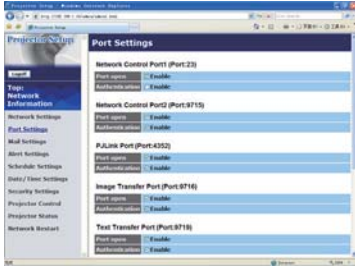 Projector Setup
Port Settings
Logoff
Top:
Network
Information
Network Settings
Port Settings
Mail Settings
Alert Settings
Schedule Settings
Date/Time Settings
Security Settings
Projector Control
Projector Status
Network Restart
Network Control Port1 (Port:23)
Port open Enable
Authentication Enable
Network Control Port2 (Port:9715)
Port open Enable
Authentication Enable
PJLink Port (Port:4352)
Port open Enable
Authentication Enable
Image Transfer Port (Port:9716)
Port open Enable
Authentication Enable
Text Transfer Port (Port:9719)
Port open Enable
Authentication Enable